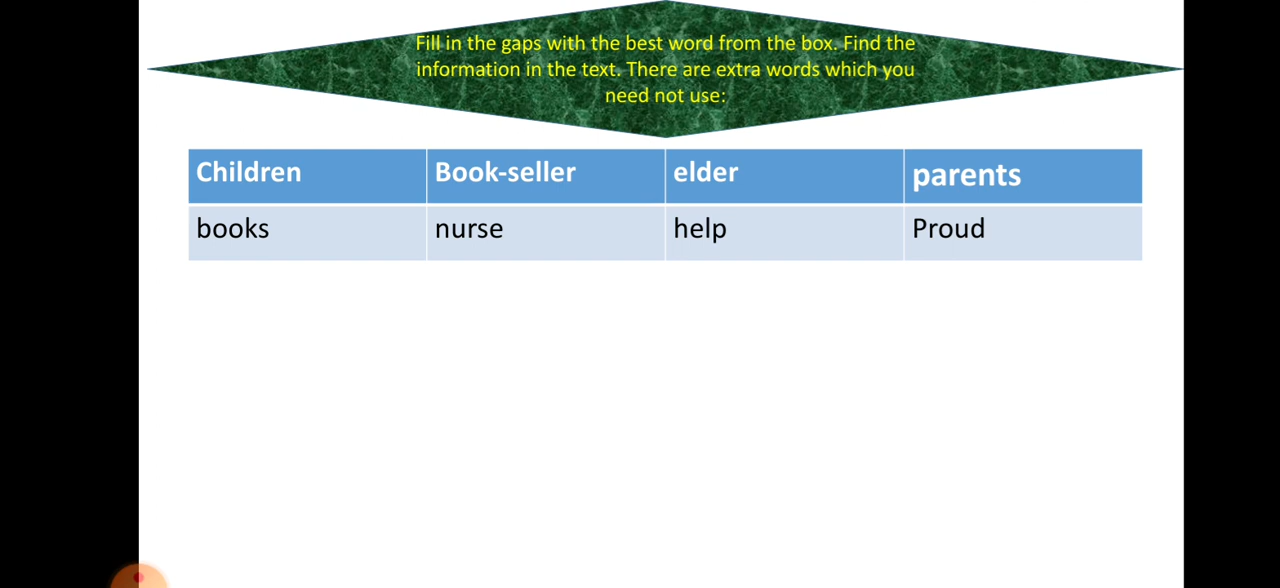 Fill in the gaps with the best word from the box. Find the
information in the text. There are extra words which you
need not use:
Children Book-seller elder parents
books nurse help Proud